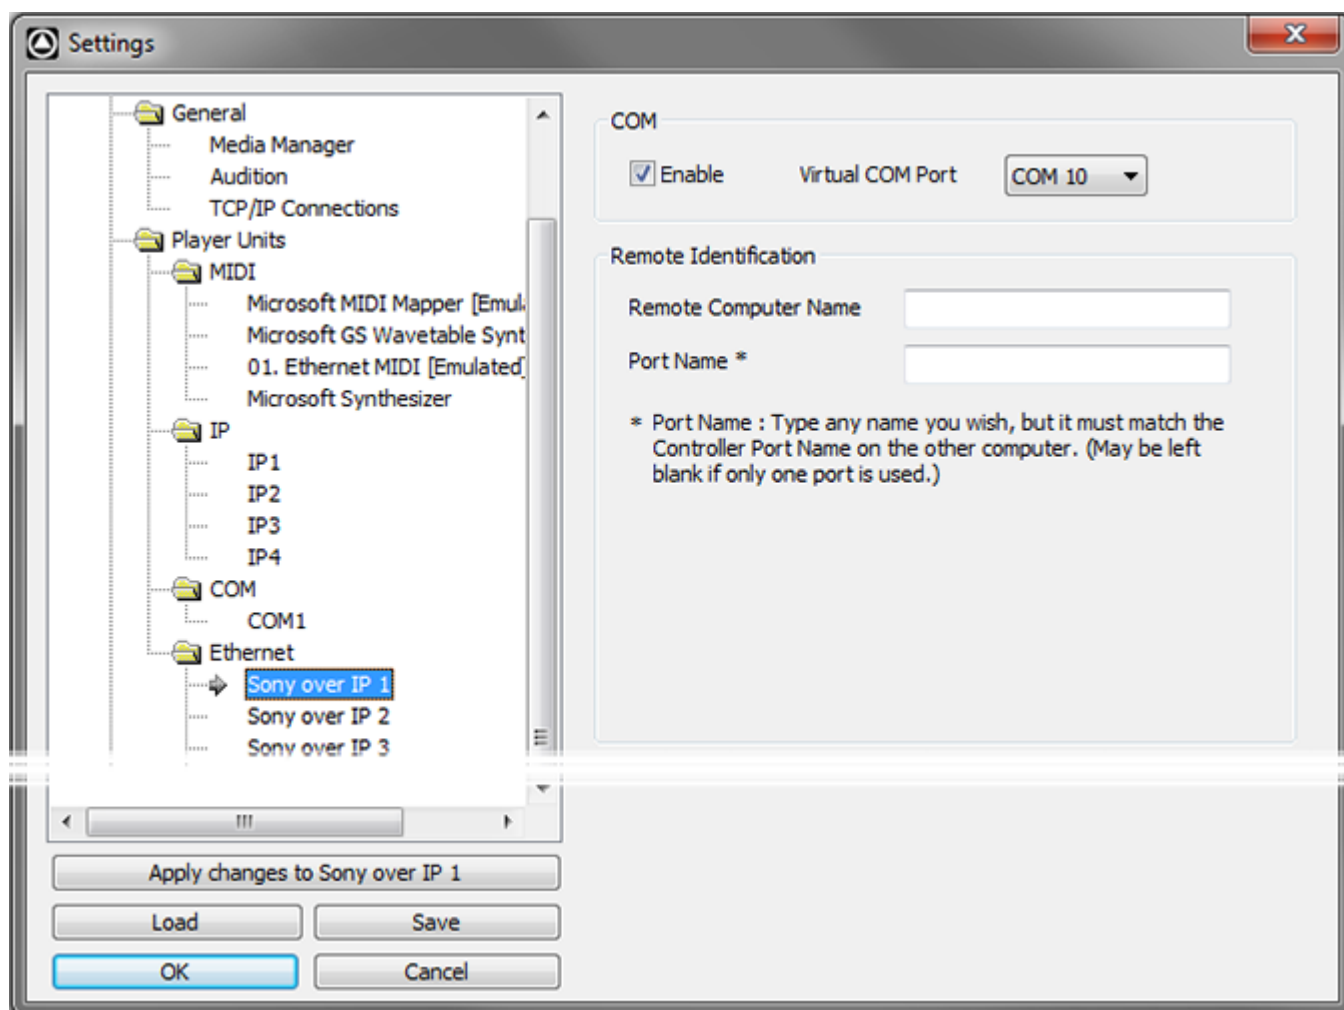 Settings
General
Media Manager
Audition
TCP/IP Connections
Player Units
MIDI
Microsoft MIDI Mapper [Emul
Microsoft GS Wavetable Synt
01. Ethernet MIDI [Emulated]
Microsoft Synthesizer
IP
IP1
IP2
IP3
IP4
COM
COM1
Ethernet
Sony over IP 1
Sony over IP 2
Sony over IP 3
Apply changes to Sony over IP 1
Load
Save
OK
Cancel
COM
Enable
Virtual COM Port
COM 10
Remote Identification
Remote Computer Name
Port Name *
* Port Name : Type any name you wish, but it must match the
Controller Port Name on the other computer. (May be left
blank if only one port is used.)